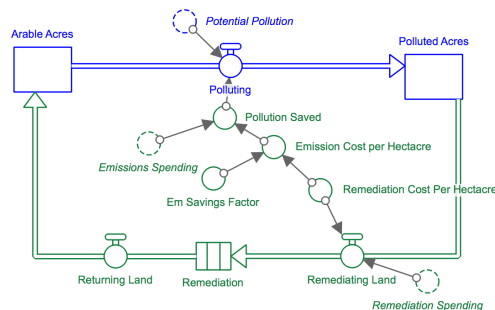 Potential Pollution
Arable Acres
Polluted Acres
Polluting
Pollution Saved
Emission Cost per Hectacre
Emissions Spending
Remediation Cost Per Hectacre
Em Savings Factor
Returning Land
Remediation
Remediating Land
Remediation Spending